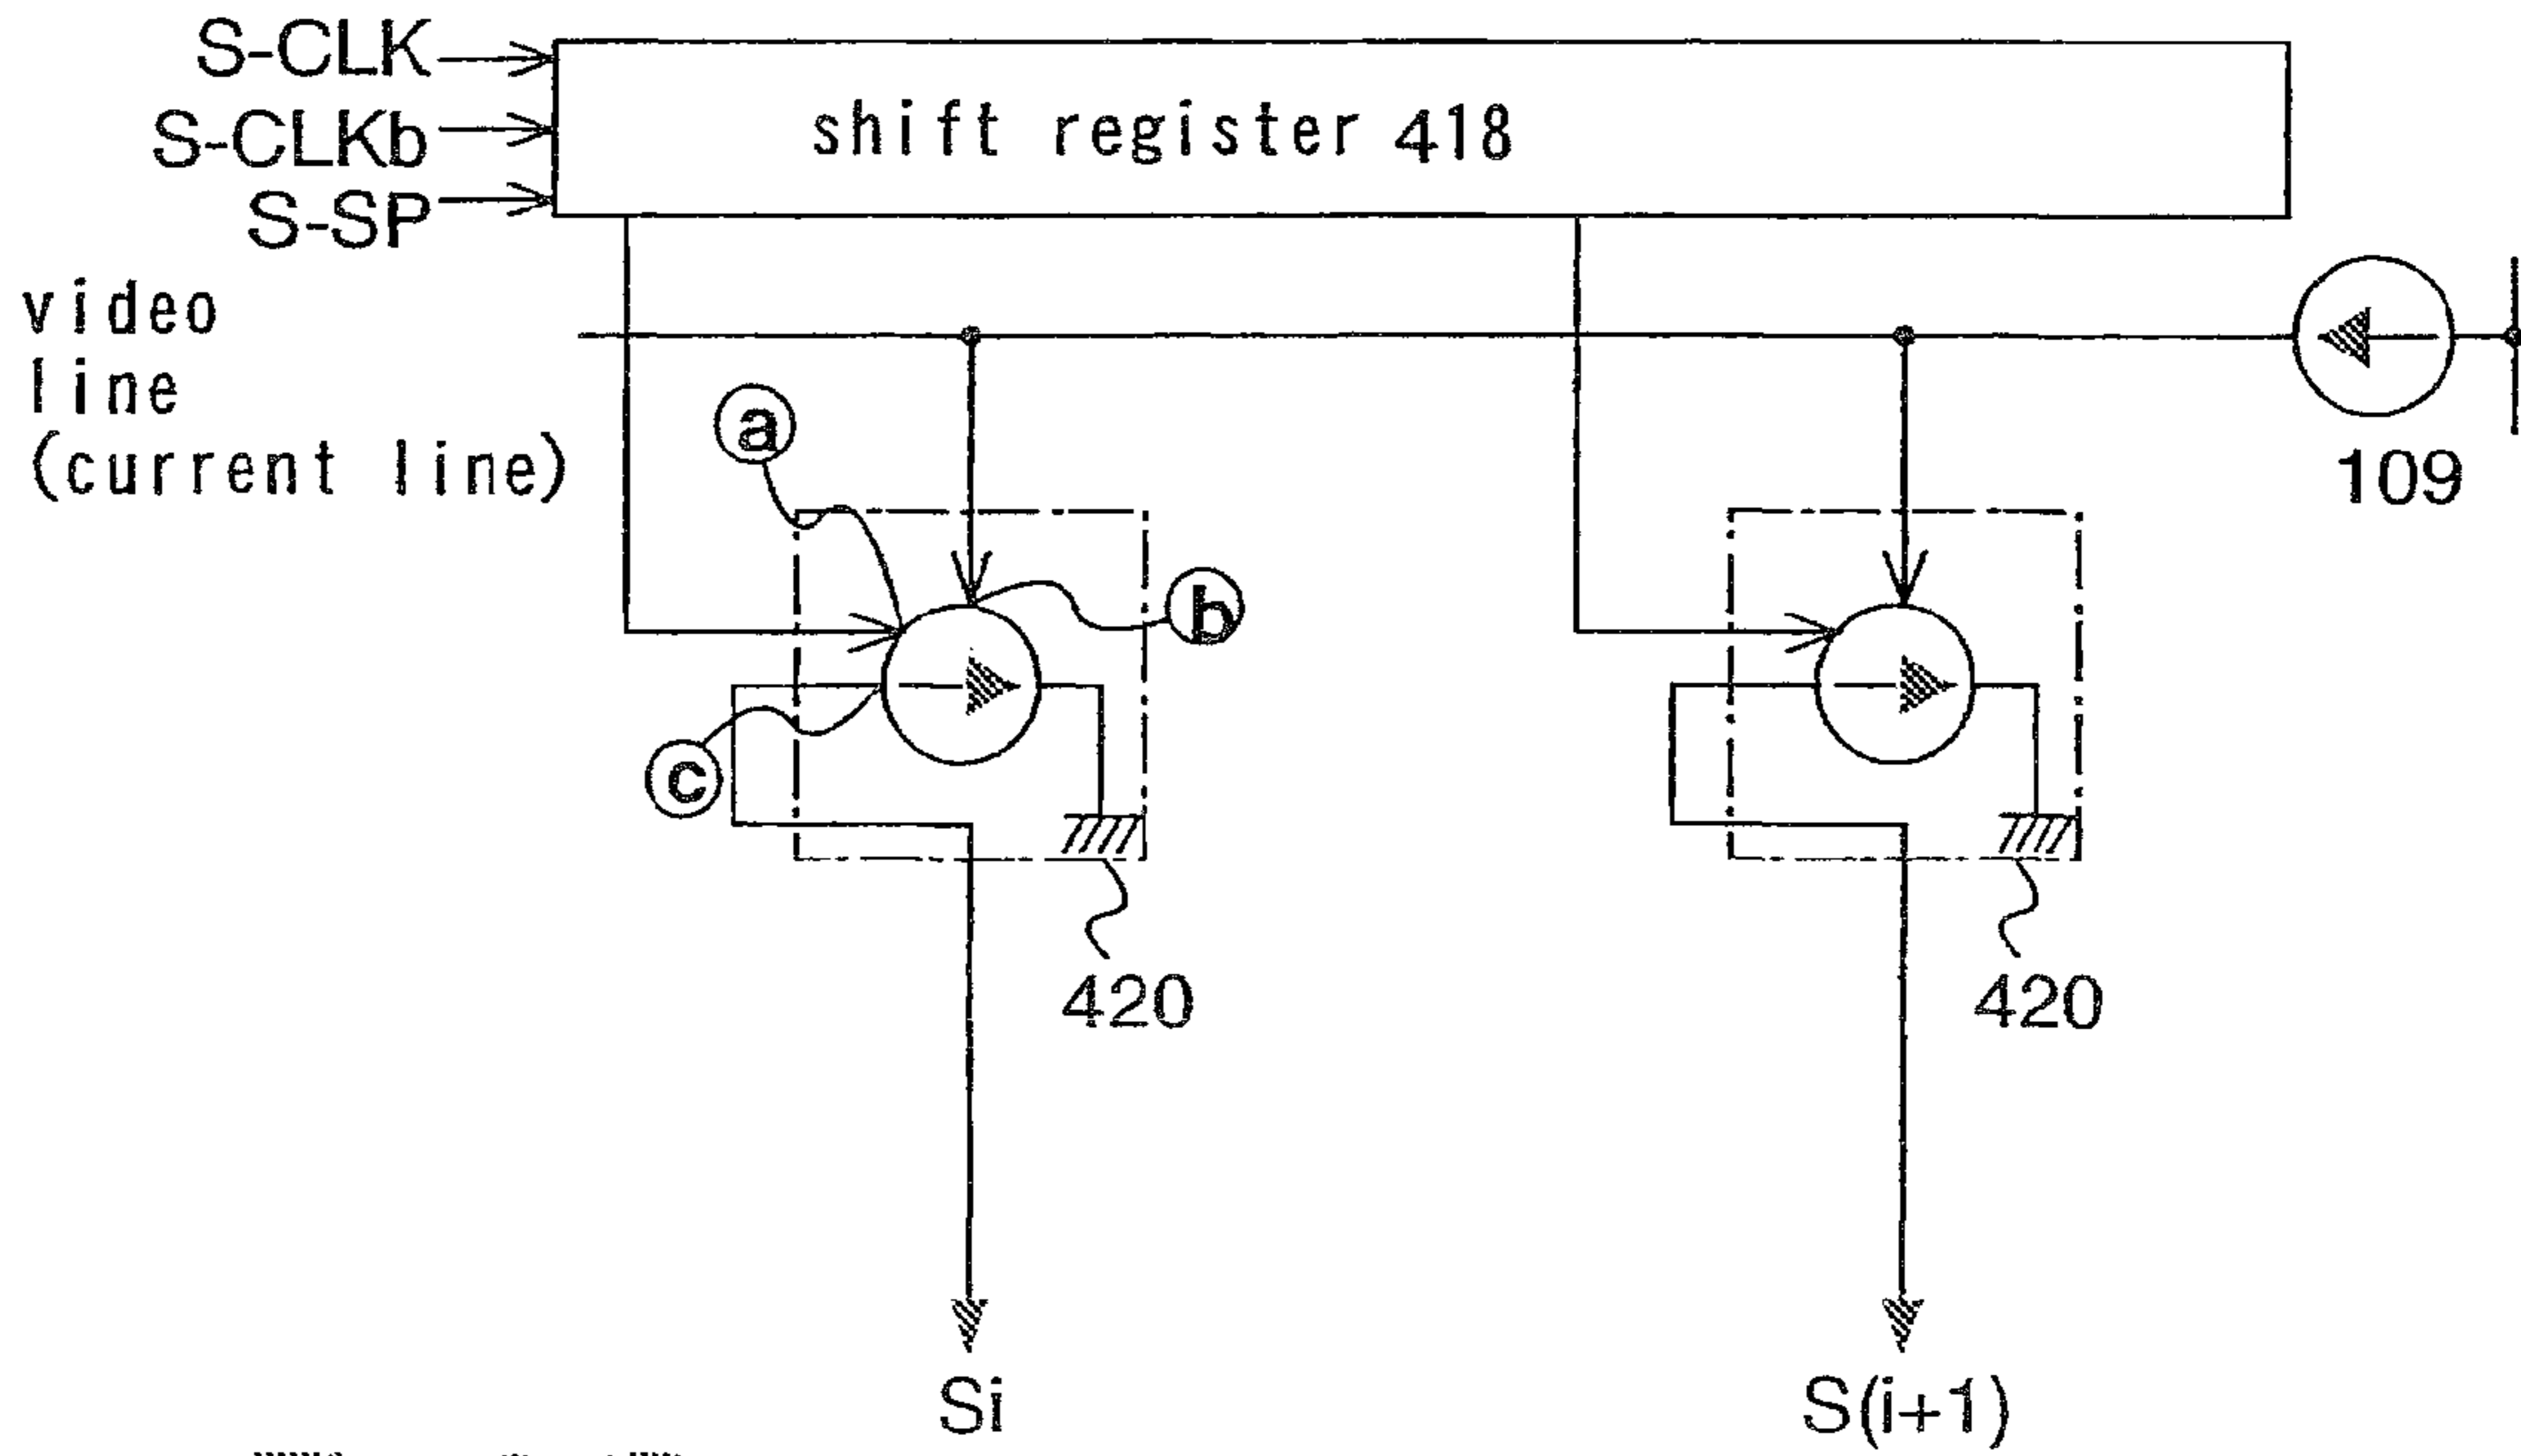 S-CLK
S-CLKb
S-SP
shift register 418
video
line
(current line)
109
a
b
c
420
420
Si
S(i+1)